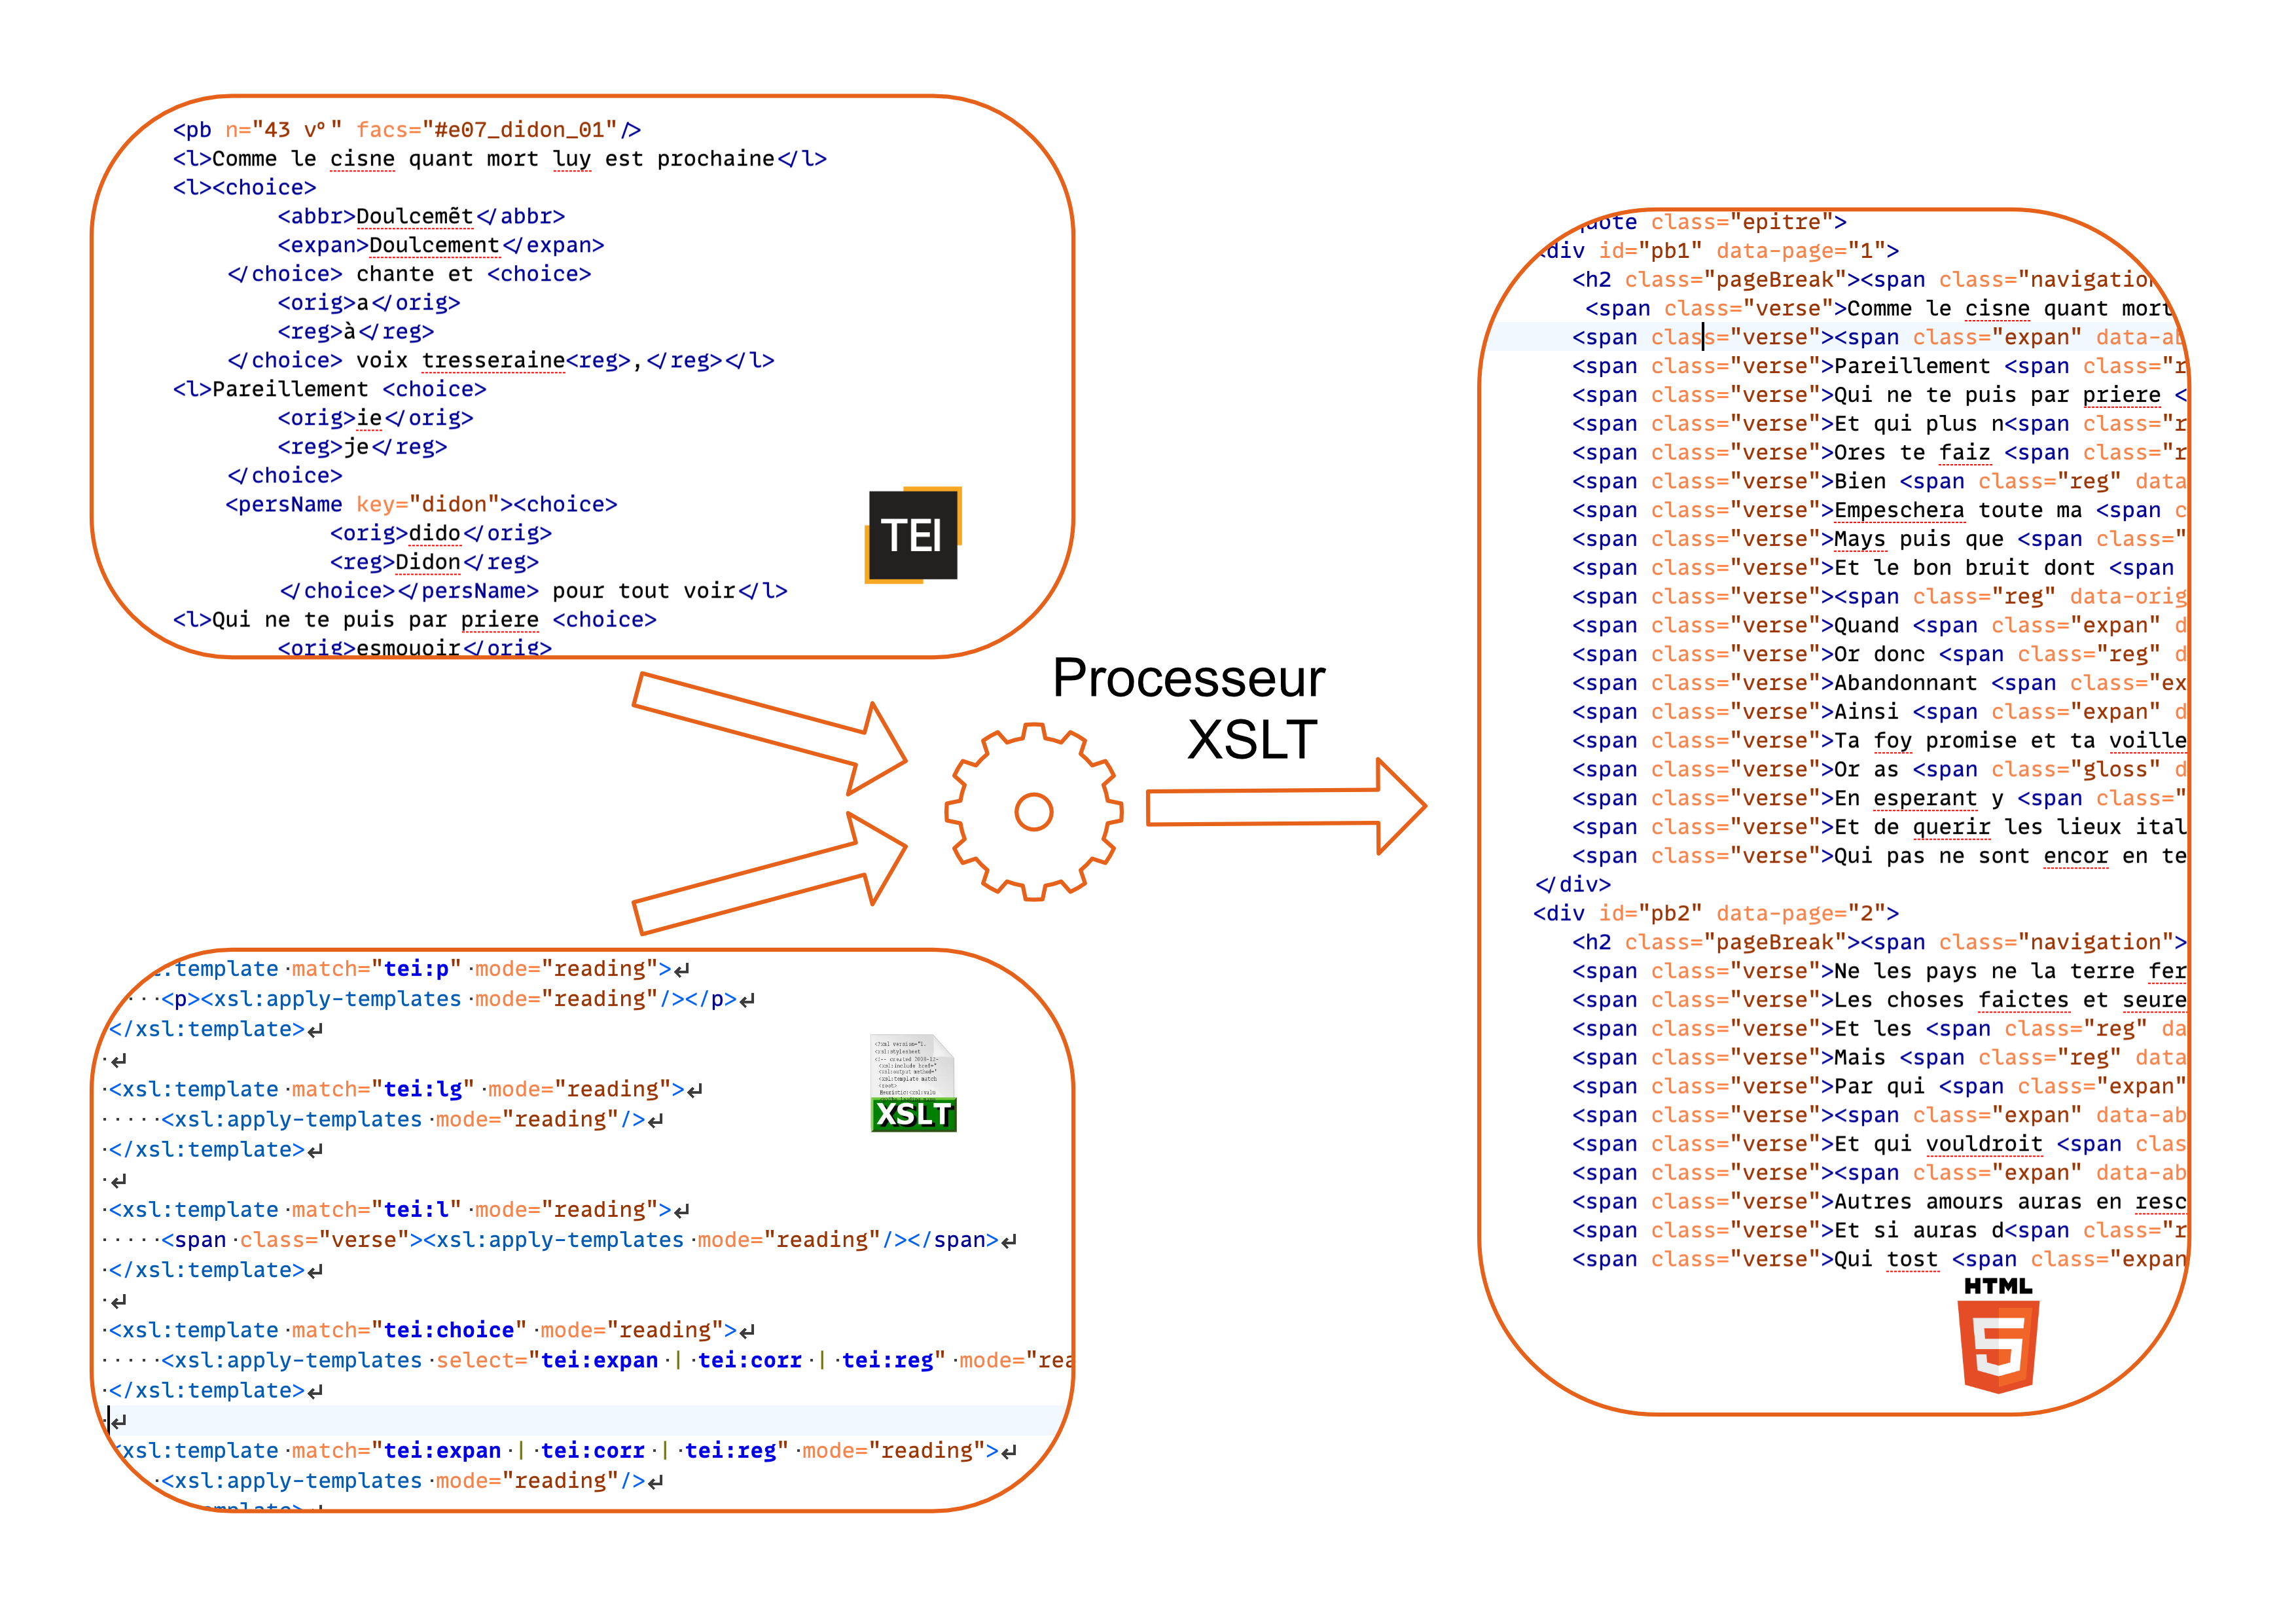 <pb n="43 vº" facs="#e07_didon_01"/>
<l>Comme le cisne quant mort luy est prochaine</l>
<l><choice>
<abbr>Doulcemẽt</abbr>
<expan>Doulcement</expan>
</choice> chante et <choice>
<orig>a</orig>
<reg>à</reg>
</choice> voix tresseraine<reg>,</reg></l>
<l>Pareillement <choice>
<orig>ie</orig>
<reg>je</reg>
</choice>
<persName key="didon"><choice>
<orig>dido</orig>
<reg>Didon</reg>
</choice></persName> pour tout voir</l>
<l>Qui ne te puis par priere <choice>
<orig>esmouoir</orig>
TEI
Processeur
XSLT
:template·match="tei:p"·mode="reading">↵
···<p><xsl:apply-templates·mode="reading"/></p>↵
</xsl:template>↵
·↵
·<xsl:template·match="tei:lg"·mode="reading">↵
·····<xsl:apply-templates·mode="reading"/>↵
·</xsl:template>↵
·↵
·<xsl:template·match="tei:l"·mode="reading">↵
·····<span·class="verse"><xsl:apply-templates·mode="reading"/></span>↵
·</xsl:template>↵
·↵
·<xsl:template·match="tei:choice"·mode="reading">↵
·····<xsl:apply-templates·select="tei:expan·|·tei:corr·|·tei:reg"·mode="rea
·</xsl:template>↵
·↵
<xsl:template·match="tei:expan·|·tei:corr·|·tei:reg"·mode="reading">↵
·<xsl:apply-templates·mode="reading"/>↵
XSLT
uote class="epitre">
<div id="pb1" data-page="1">
<h2 class="pageBreak"><span class="navigation
<span class="verse">Comme le cisne quant mort
<span class="verse"><span class="expan" data-ab
<span class="verse">Pareillement <span class="r
<span class="verse">Qui ne te puis par priere <
<span class="verse">Et qui plus n<span class="r
<span class="verse">Ores te faiz <span class="r
<span class="verse">Bien <span class="reg" data
<span class="verse">Empeschera toute ma <span c
<span class="verse">Mays puis que <span class="
<span class="verse">Et le bon bruit dont <span
<span class="verse"><span class="reg" data-orig
<span class="verse">Quand <span class="expan" d
<span class="verse">Or donc <span class="reg" d
<span class="verse">Abandonnant <span class="ex
<span class="verse">Ainsi <span class="expan" d
<span class="verse">Ta foy promise et ta voille
<span class="verse">Or as <span class="gloss" d
<span class="verse">En esperant y <span class="
<span class="verse">Et de querir les lieux ital
<span class="verse">Qui pas ne sont encor en te
</div>
<div id="pb2" data-page="2">
<h2 class="pageBreak"><span class="navigation">
<span class="verse">Ne les pays ne la terre fer
<span class="verse">Les choses faictes et seure
<span class="verse">Et les <span class="reg" da
<span class="verse">Mais <span class="reg" data
<span class="verse">Par qui <span class="expan"
<span class="verse"><span class="expan" data-ab
<span class="verse">Et qui vouldroit <span clas
<span class="verse"><span class="expan" data-ab
<span class="verse">Autres amours auras en resc
<span class="verse">Et si auras d<span class="r
<span class="verse">Qui tost <span class="expan
HTML
5